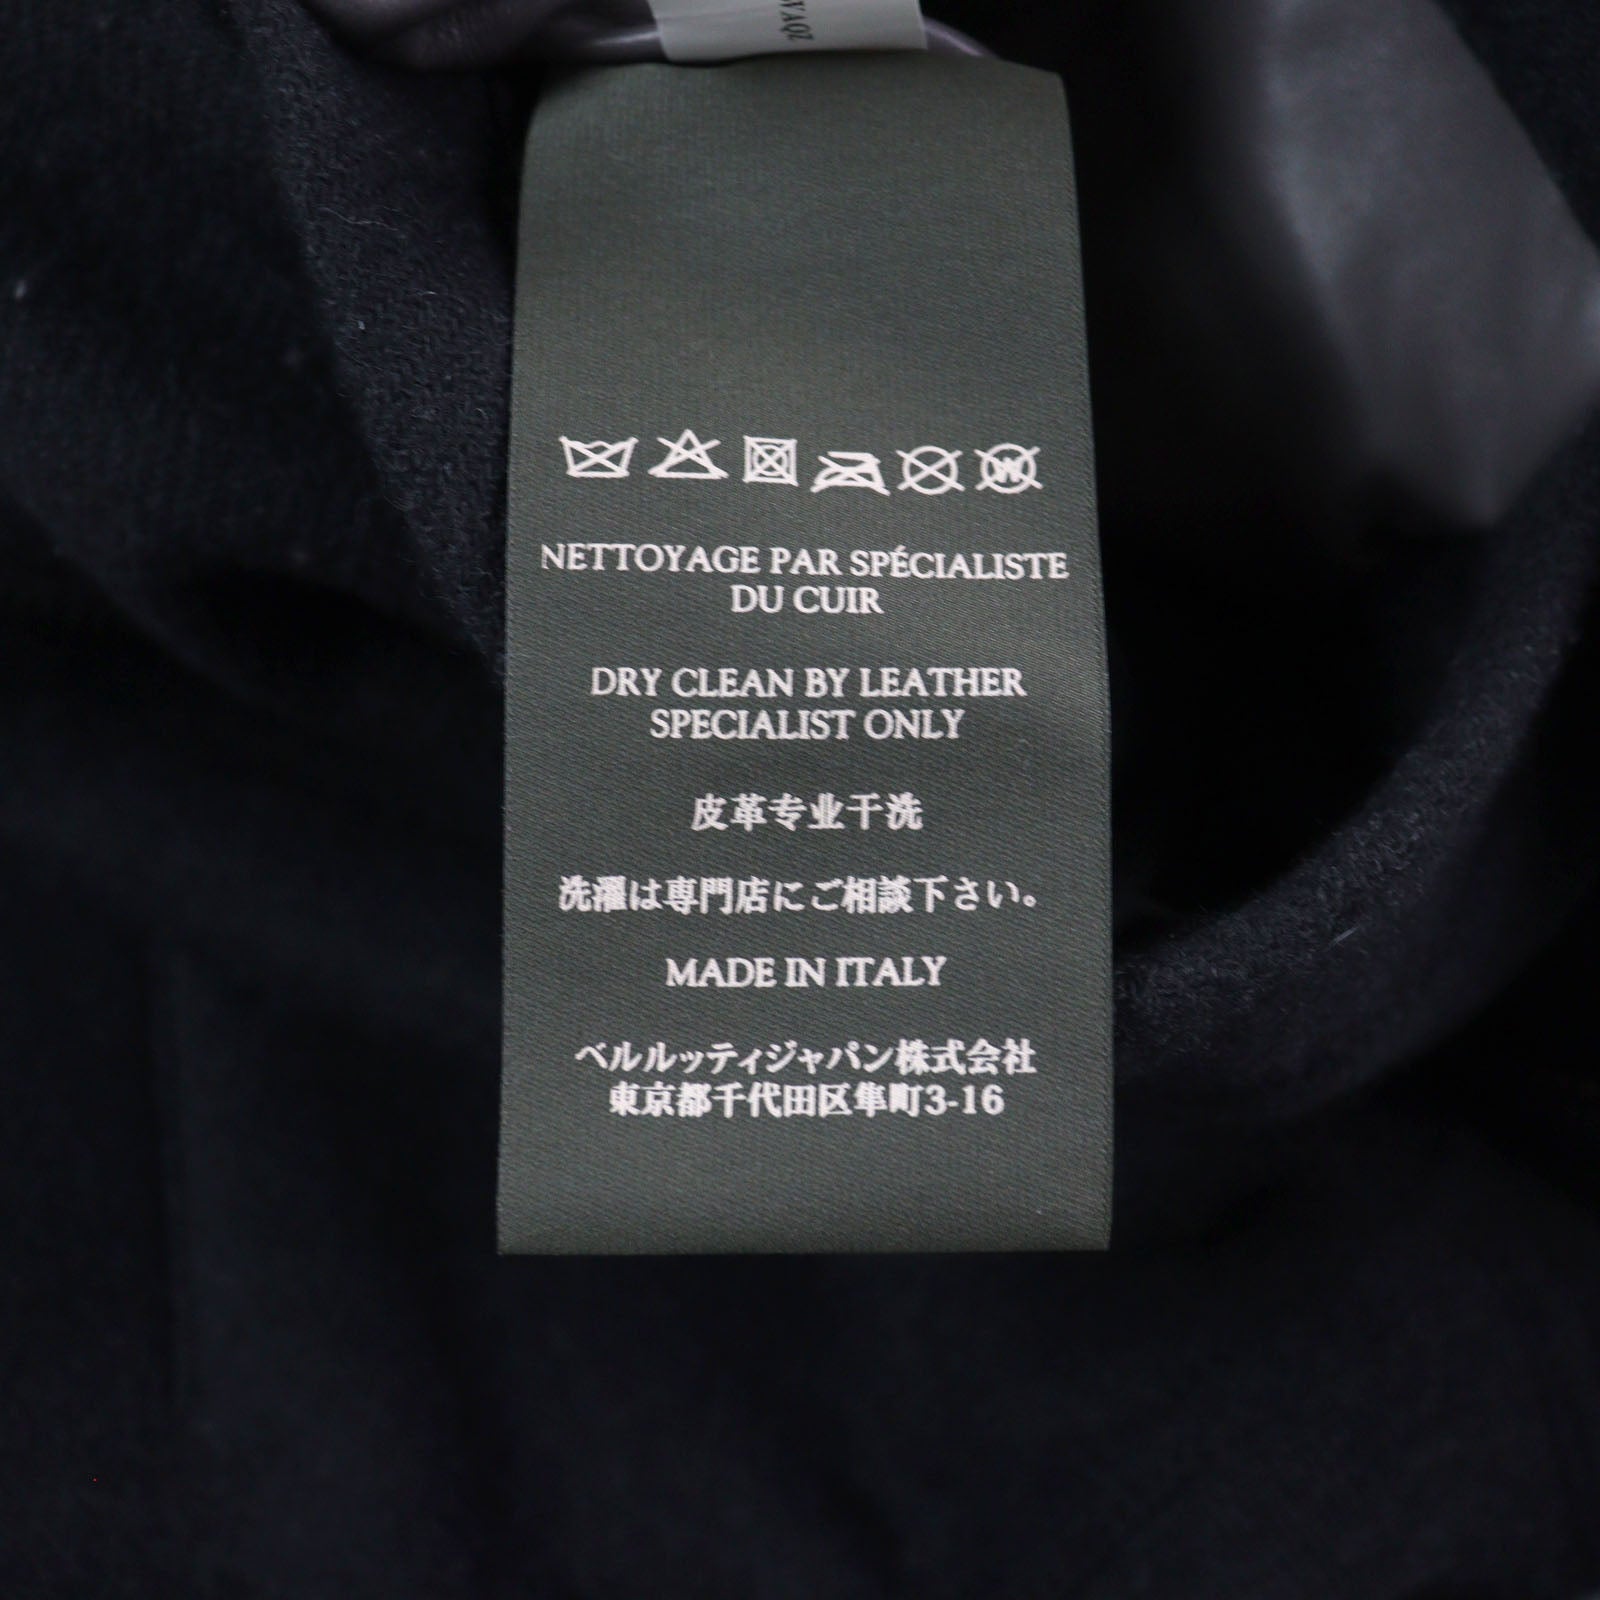 NETTOYAGE PAR SPÉCIALISTE
DU CUIR
DRY CLEAN BY LEATHER
SPECIALIST ONLY
皮革专业干洗
洗濯は専門店にご相談下さい。
MADE IN ITALY
ベルルッティジャパン株式会社
東京都千代田区隼町3-16